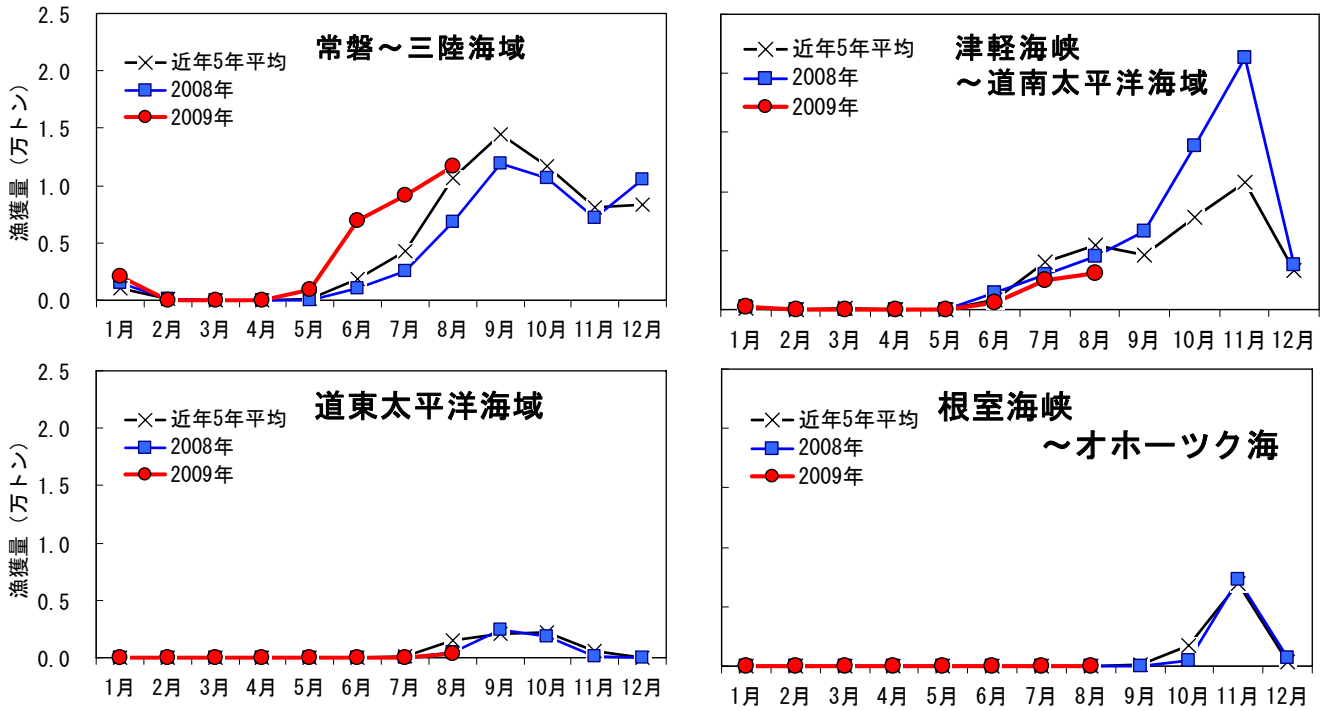 常磐～三陸海域
近年5年平均
2008年
2009年
漁獲量（万トン）
2.5
2.0
1.5
1.0
0.5
0.0
1月 2月 3月 4月 5月 6月 7月 8月 9月 10月 11月 12月
津軽海峡
～道南太平洋海域
近年5年平均
2008年
2009年
1月 2月 3月 4月 5月 6月 7月 8月 9月 10月 11月 12月
道東太平洋海域
近年5年平均
2008年
2009年
漁獲量（万トン）
2.5
2.0
1.5
1.0
0.5
0.0
1月 2月 3月 4月 5月 6月 7月 8月 9月 10月 11月 12月
根室海峡
～オホーツク海
近年5年平均
2008年
2009年
1月 2月 3月 4月 5月 6月 7月 8月 9月 10月 11月 12月